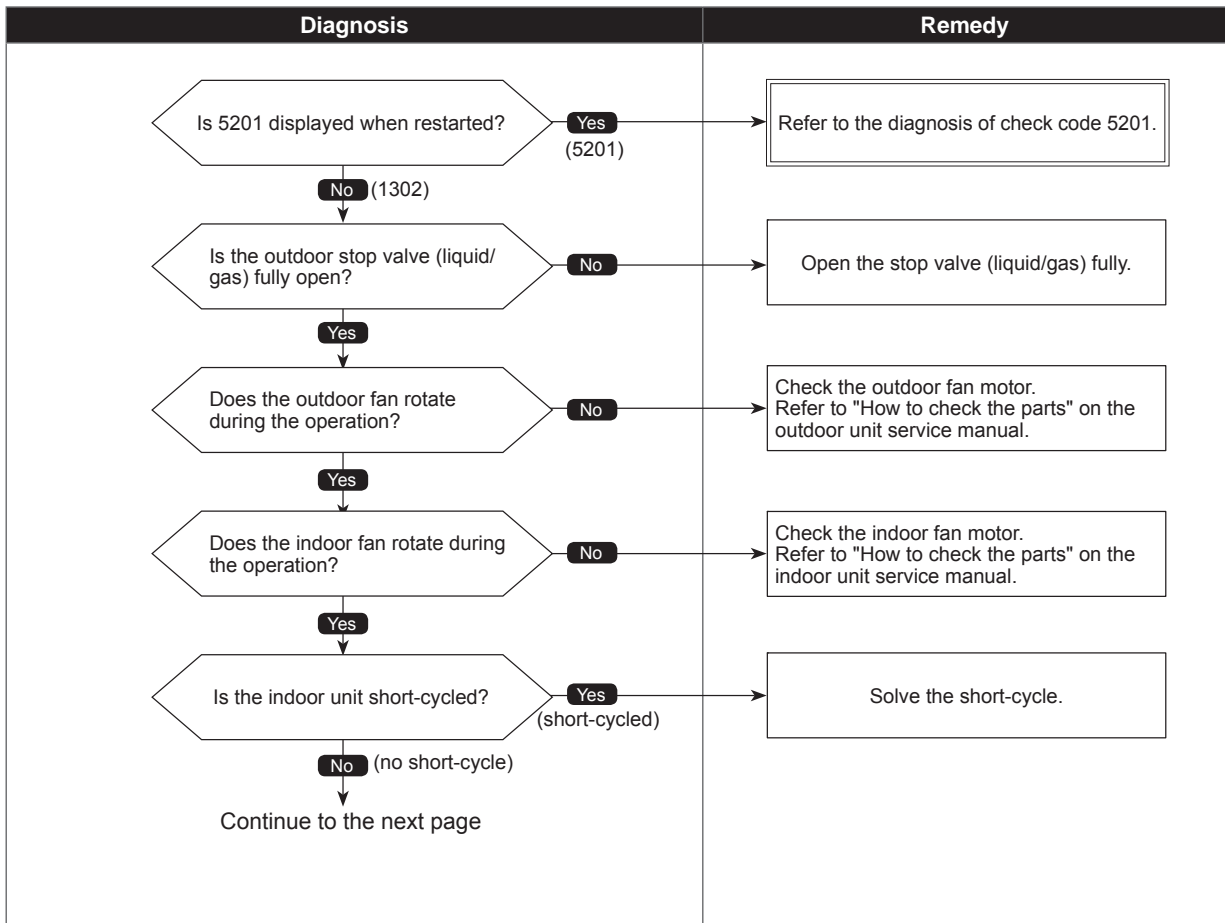 Diagnosis
Remedy
Is 5201 displayed when restarted?
Yes
(5201)
Refer to the diagnosis of check code 5201.
No (1302)
Is the outdoor stop valve (liquid/
gas) fully open?
No
Open the stop valve (liquid/gas) fully.
Yes
Does the outdoor fan rotate
during the operation?
No
Check the outdoor fan motor.
Refer to "How to check the parts" on the
outdoor unit service manual.
Yes
Does the indoor fan rotate during
the operation?
No
Check the indoor fan motor.
Refer to "How to check the parts" on the
indoor unit service manual.
Yes
Is the indoor unit short-cycled?
Yes
(short-cycled)
Solve the short-cycle.
No (no short-cycle)
Continue to the next page